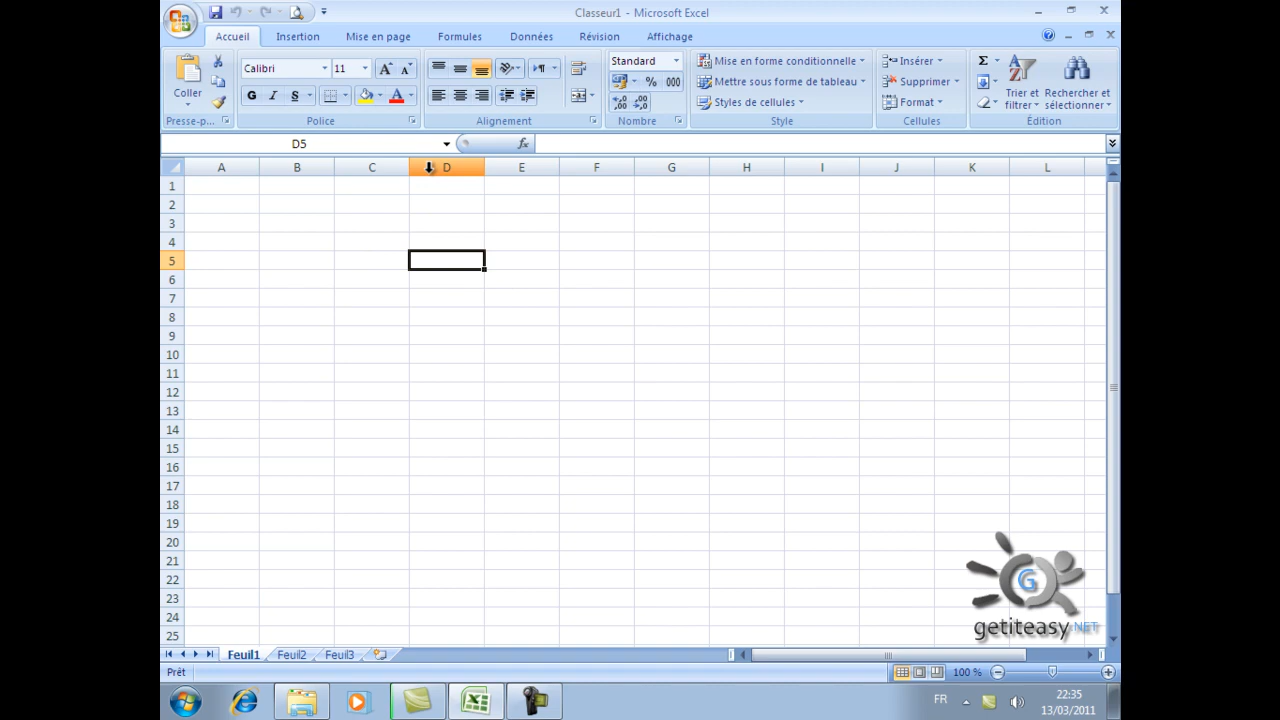 Classeur1 - Microsoft Excel
Accueil Insertion Mise en page Formules Données Révision Affichage
Calibri 11 Standard Mise en forme conditionnelle Insérer Σ
% 000 Mettre sous forme de tableau Supprimer
Coller G I S A Styles de cellules Format Trier et filtrer Rechercher et sélectionner
Presse-p... Police Alignement Nombre Style Cellules Édition
D5 fx
A B C D E F G H I J K L
1
2
3
4
5
6
7
8
9
10
11
12
13
14
15
16
17
18
19
20
21
22
23
24
25
G
getiteasy.NET
Feuil1 Feuil2 Feuil3
Prêt 100 %
FR 22:35
13/03/2011